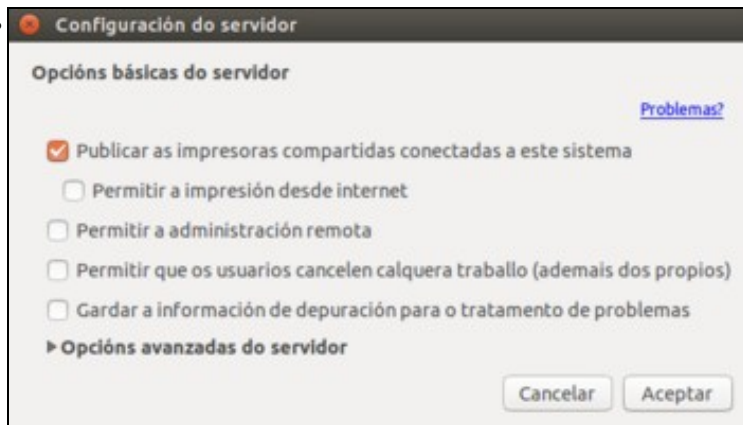 Configuración do servidor
Opcións básicas do servidor
Problemas?
Publicar as impresoras compartidas conectadas a este sistema
Permitir a impresión desde internet
Permitir a administración remota
Permitir que os usuarios cancelen calquera traballo (ademais dos propios)
Gardar a información de depuración para o tratamento de problemas
Opcións avanzadas do servidor
Cancelar Aceptar